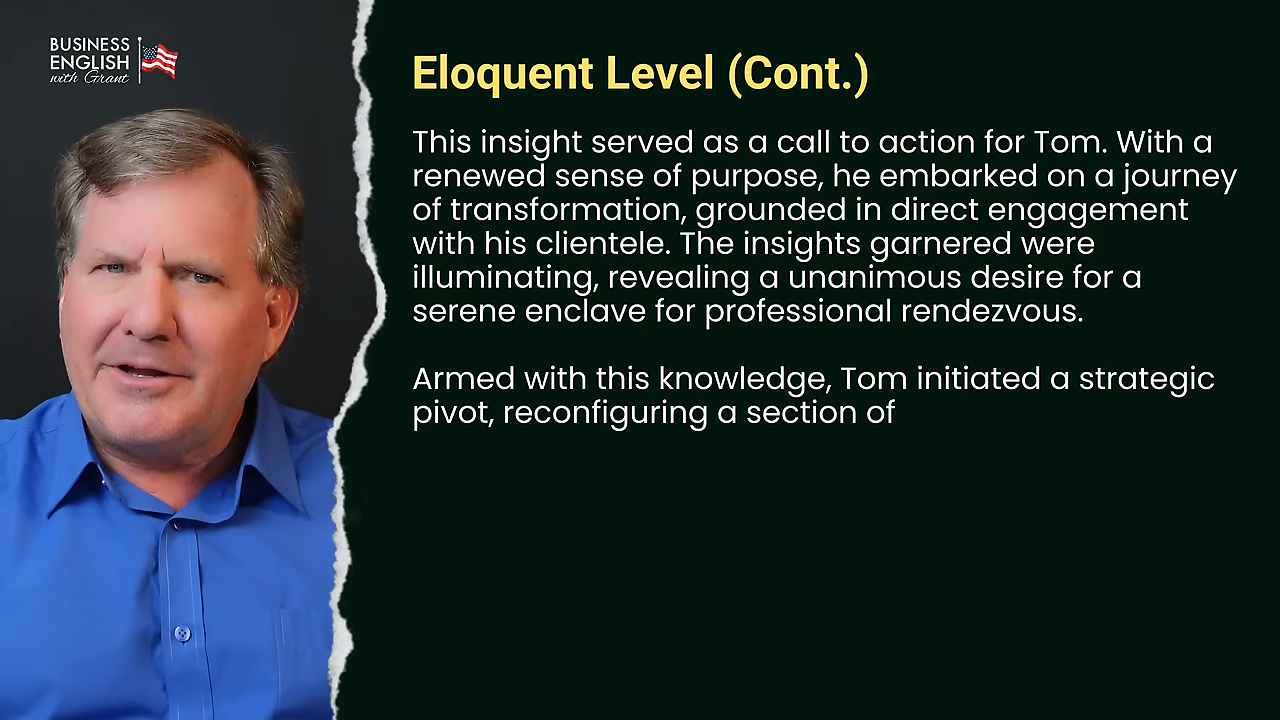 BUSINESS
ENGLISH
with Grant
Eloquent Level (Cont.)
This insight served as a call to action for Tom. With a
renewed sense of purpose, he embarked on a journey
of transformation, grounded in direct engagement
with his clientele. The insights garnered were
illuminating, revealing a unanimous desire for a
serene enclave for professional rendezvous.
Armed with this knowledge, Tom initiated a strategic
pivot, reconfiguring a section of